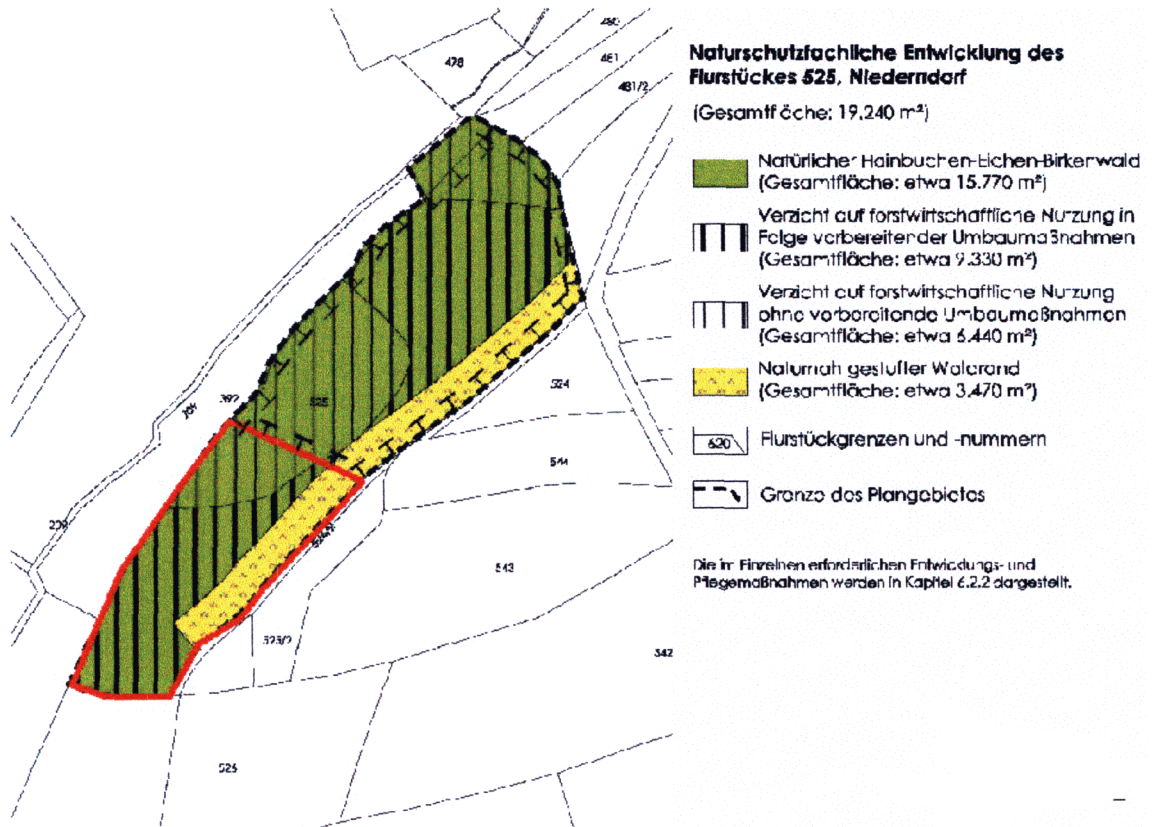 Naturschutzfachliche Entwicklung des
Flurstückes 525, Niederndorf
(Gesamtfläche: 19.240 m²)
Natürlicher Hainbuchen-Eichen-Birkenwald
(Gesamtfläche: etwa 15.770 m²)
Verzicht auf forstwirtschaftliche Nutzung in
Folge vorbereitender Umbaumaßnahmen
(Gesamtfläche: etwa 9.330 m²)
Verzicht auf forstwirtschaftliche Nutzung
ohne vorbereitende Umbaumaßnahmen
(Gesamtfläche: etwa 6.440 m²)
Naturnah gestufter Waldrand
(Gesamtfläche: etwa 3.470 m²)
620
Flurstückgrenzen und -nummern
Grenze des Plangebietes
Die im Einzelnen erforderlichen Entwicklungs- und
Pflegemaßnahmen werden in Kapitel 6.2.2 dargestellt.
480
478
481
481/2
524
392
525
544
543
525/2
542
526